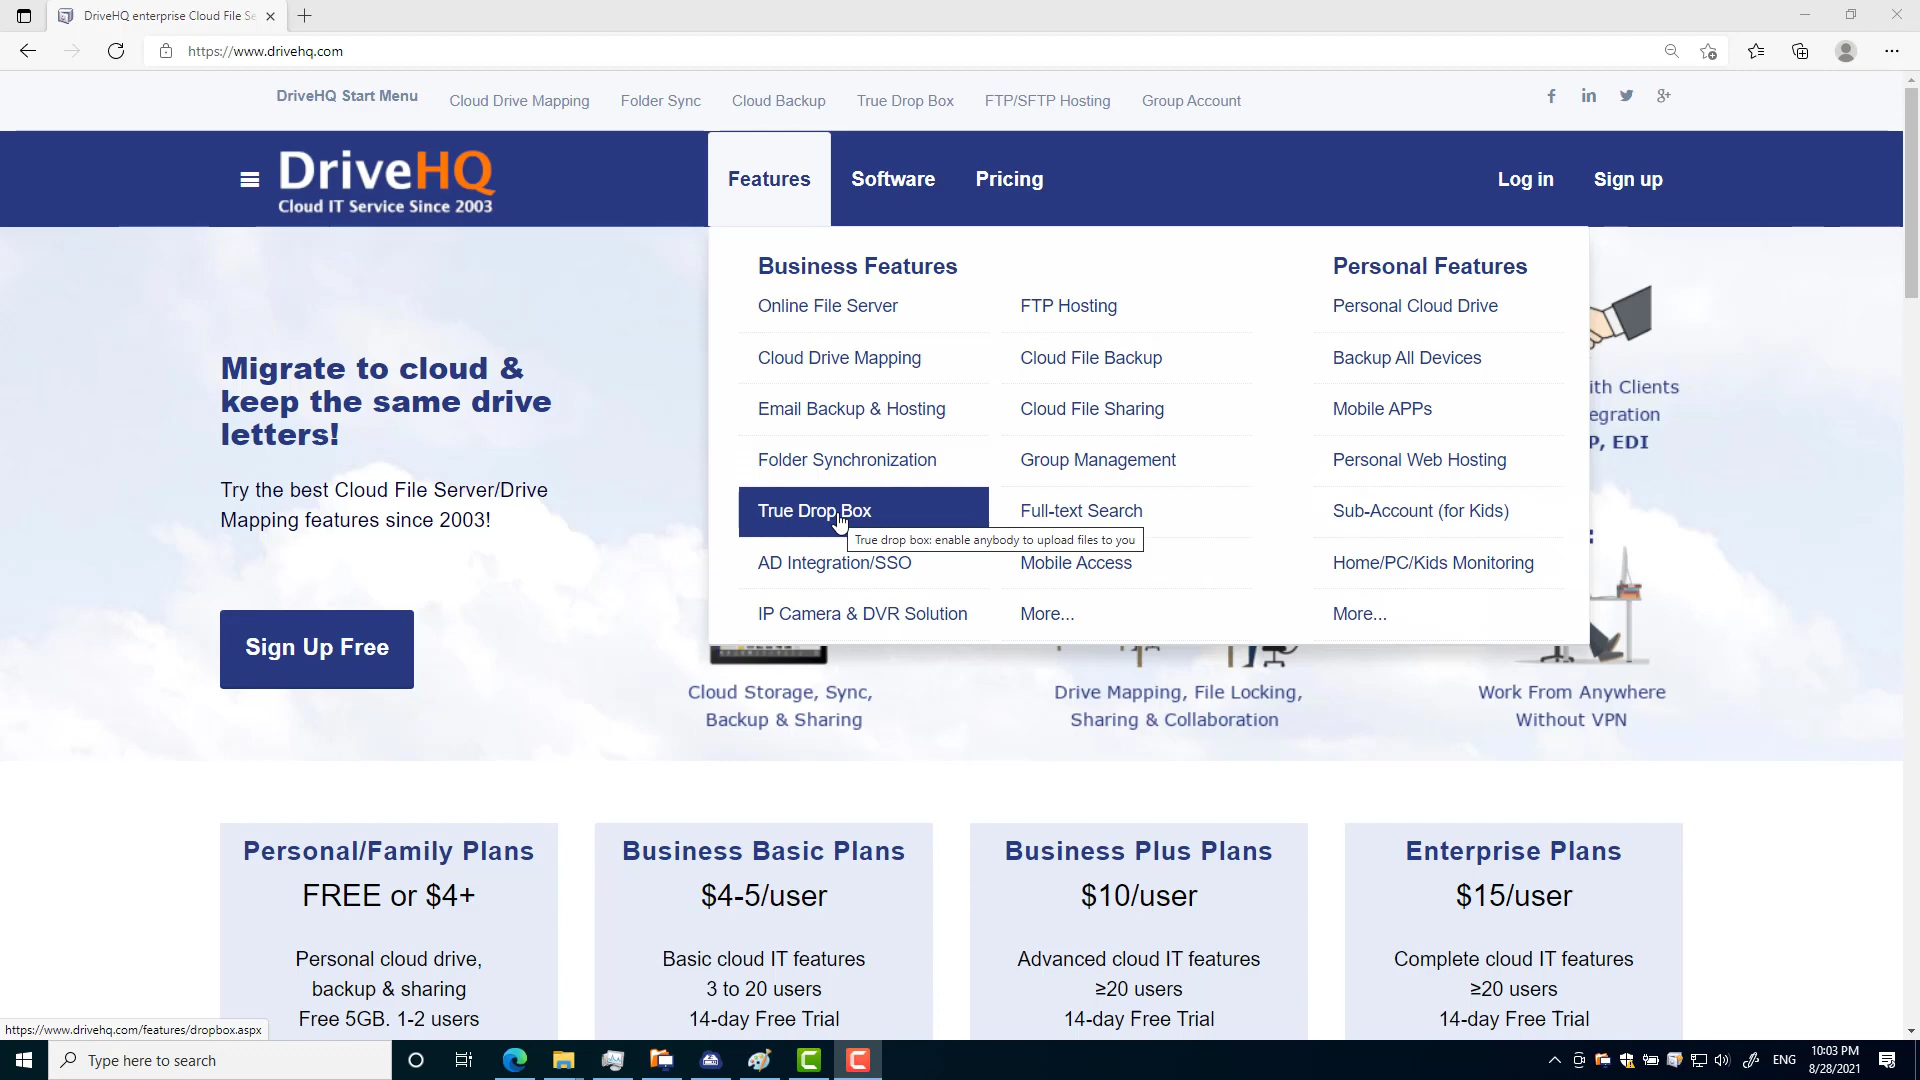 DriveHQ enterprise Cloud File Se
https://www.drivehq.com
DriveHQ Start Menu
Cloud Drive Mapping
Folder Sync
Cloud Backup
True Drop Box
FTP/SFTP Hosting
Group Account
DriveHQ
Cloud IT Service Since 2003
Features
Software
Pricing
Log in
Sign up
Business Features
Online File Server
Cloud Drive Mapping
Email Backup & Hosting
Folder Synchronization
True Drop Box
AD Integration/SSO
IP Camera & DVR Solution
FTP Hosting
Cloud File Backup
Cloud File Sharing
Group Management
Full-text Search
True drop box: enable anybody to upload files to you
Mobile Access
More...
Personal Features
Personal Cloud Drive
Backup All Devices
Mobile APPs
Personal Web Hosting
Sub-Account (for Kids)
Home/PC/Kids Monitoring
More...
Migrate to cloud &
keep the same drive
letters!
Try the best Cloud File Server/Drive
Mapping features since 2003!
Sign Up Free
ith Clients
egration
P, EDI
Cloud Storage, Sync,
Backup & Sharing
Drive Mapping, File Locking,
Sharing & Collaboration
Work From Anywhere
Without VPN
Personal/Family Plans
FREE or $4+
Personal cloud drive,
backup & sharing
Free 5GB. 1-2 users
Business Basic Plans
$4-5/user
Basic cloud IT features
3 to 20 users
14-day Free Trial
Business Plus Plans
$10/user
Advanced cloud IT features
≥20 users
14-day Free Trial
Enterprise Plans
$15/user
Complete cloud IT features
≥20 users
14-day Free Trial
https://www.drivehq.com/features/dropbox.aspx
Type here to search
ENG
10:03 PM
8/28/2021